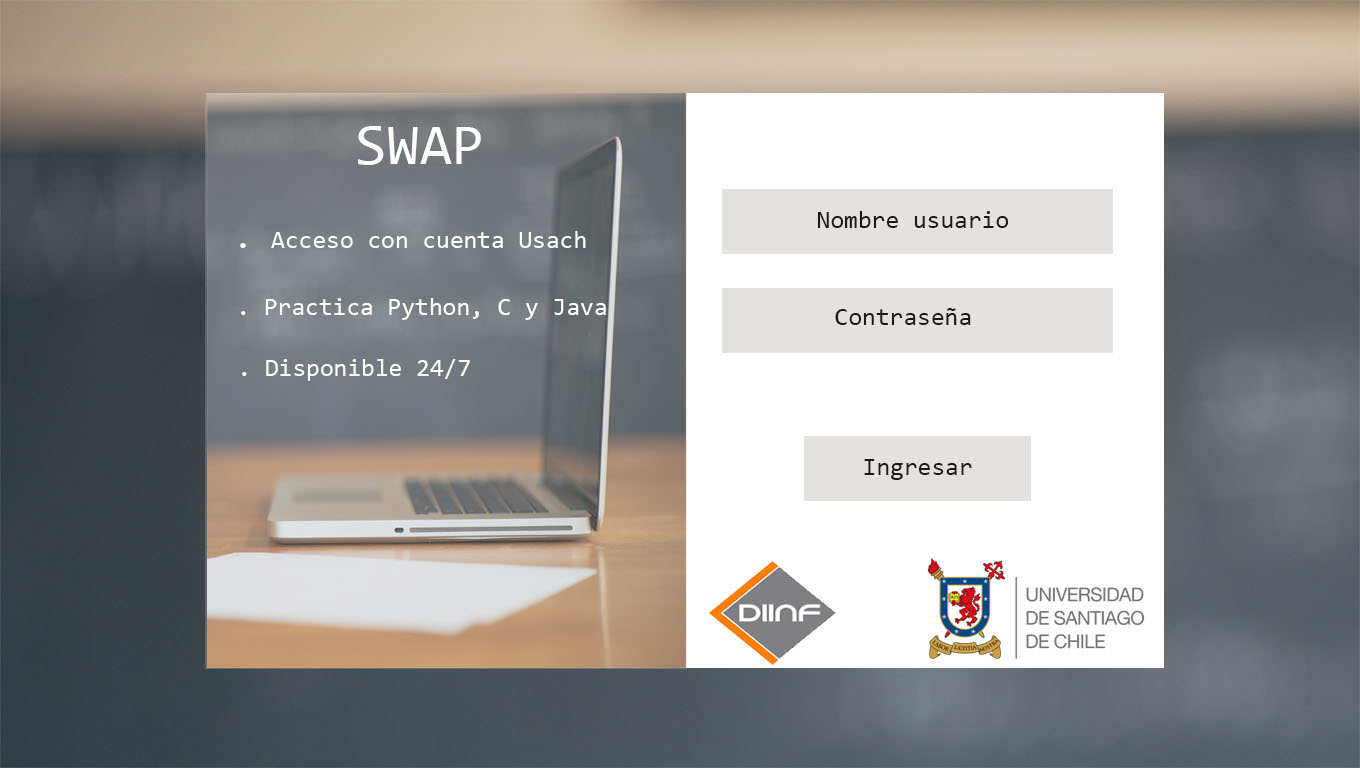 SWAP
. Acceso con cuenta Usach
. Practica Python, C y Java
. Disponible 24/7
Nombre usuario
Contraseña
Ingresar
DIINF
LABOR LÆTITIA NOSTRA
UNIVERSIDAD
DE SANTIAGO
DE CHILE